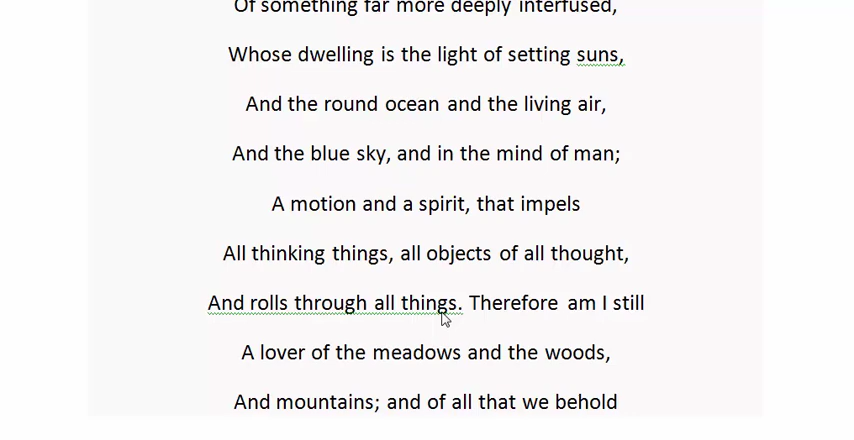 Of something far more deeply interfused,
Whose dwelling is the light of setting suns,
And the round ocean and the living air,
And the blue sky, and in the mind of man;
A motion and a spirit, that impels
All thinking things, all objects of all thought,
And rolls through all things. Therefore am I still
A lover of the meadows and the woods,
And mountains; and of all that we behold